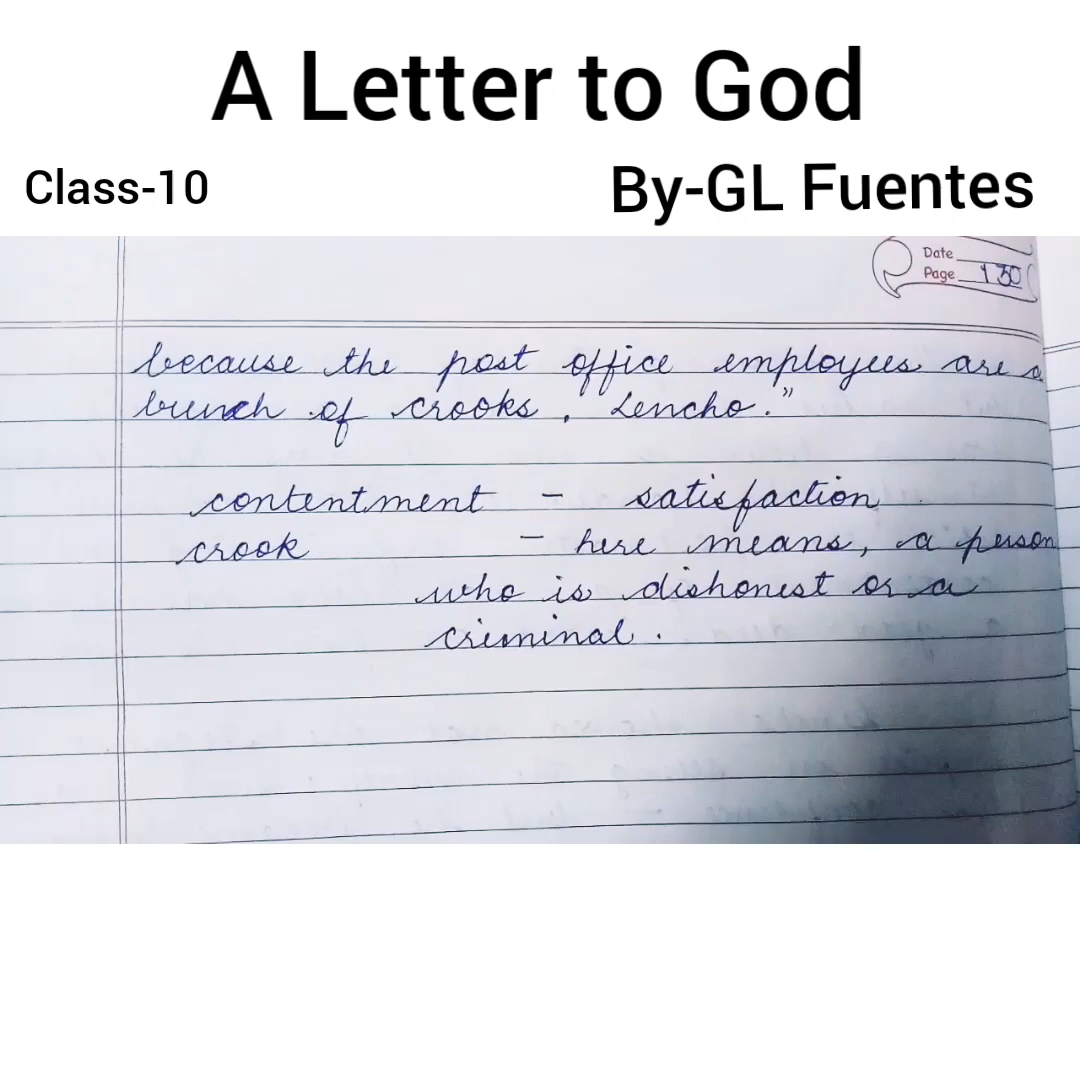 A Letter to God
Class-10
By-GL Fuentes
Date
Page 130
because the post office employees are a
bunch of crooks. Lencho."
contentment - satisfaction
crook - here means, a person
who is dishonest or a
criminal.